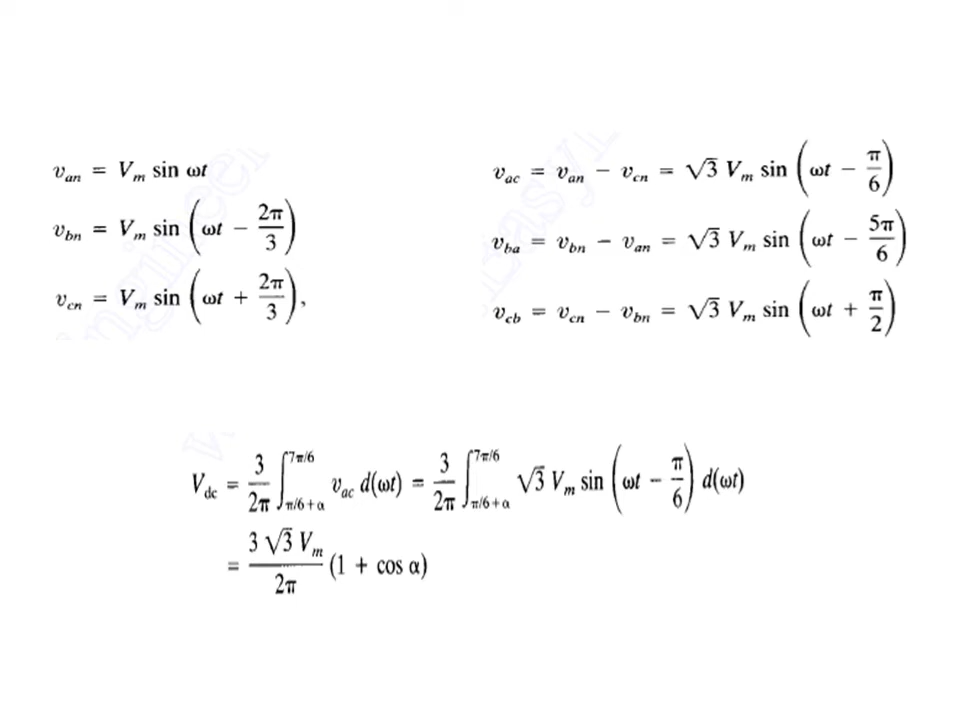 v_an = V_m sin ωt
v_bn = V_m sin (ωt − 2π/3)
v_cn = V_m sin (ωt + 2π/3),
v_ac = v_an − v_cn = √3 V_m sin (ωt − π/6)
v_ba = v_bn − v_an = √3 V_m sin (ωt − 5π/6)
v_cb = v_cn − v_bn = √3 V_m sin (ωt + π/2)
V_dc = 3/2π ∫_{π/6+α}^{7π/6} v_ac d(ωt) = 3/2π ∫_{π/6+α}^{7π/6} √3 V_m sin (ωt − π/6) d(ωt)
= 3√3 V_m/2π (1 + cos α)